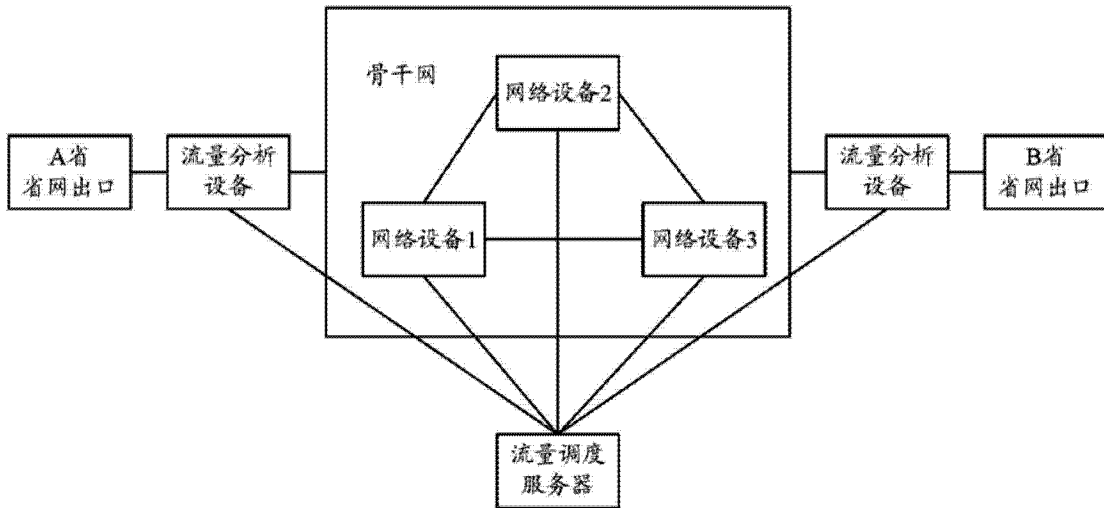 骨干网
网络设备2
A省
省网出口
流量分析
设备
流量分析
设备
B省
省网出口
网络设备1
网络设备3
流量调度
服务器